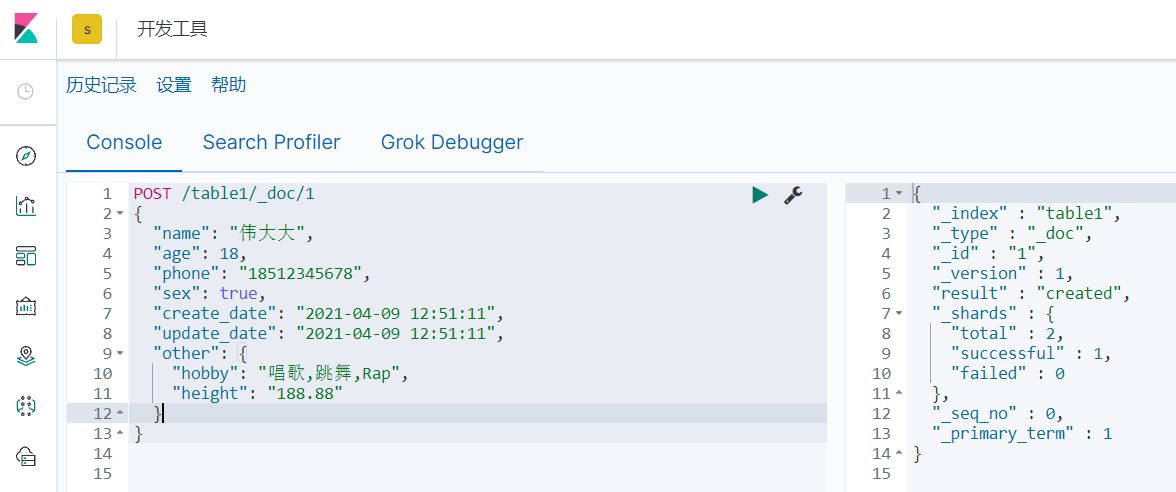 s 开发工具
历史记录 设置 帮助
Console Search Profiler Grok Debugger
1 POST /table1/_doc/1
2 {
3 "name": "伟大大",
4 "age": 18,
5 "phone": "18512345678",
6 "sex": true,
7 "create_date": "2021-04-09 12:51:11",
8 "update_date": "2021-04-09 12:51:11",
9 "other": {
10 "hobby": "唱歌,跳舞,Rap",
11 "height": "188.88"
12 }
13 }
14
15
1 {
2 "_index" : "table1",
3 "_type" : "_doc",
4 "_id" : "1",
5 "_version" : 1,
6 "result" : "created",
7 "_shards" : {
8 "total" : 2,
9 "successful" : 1,
10 "failed" : 0
11 },
12 "_seq_no" : 0,
13 "_primary_term" : 1
14 }
15